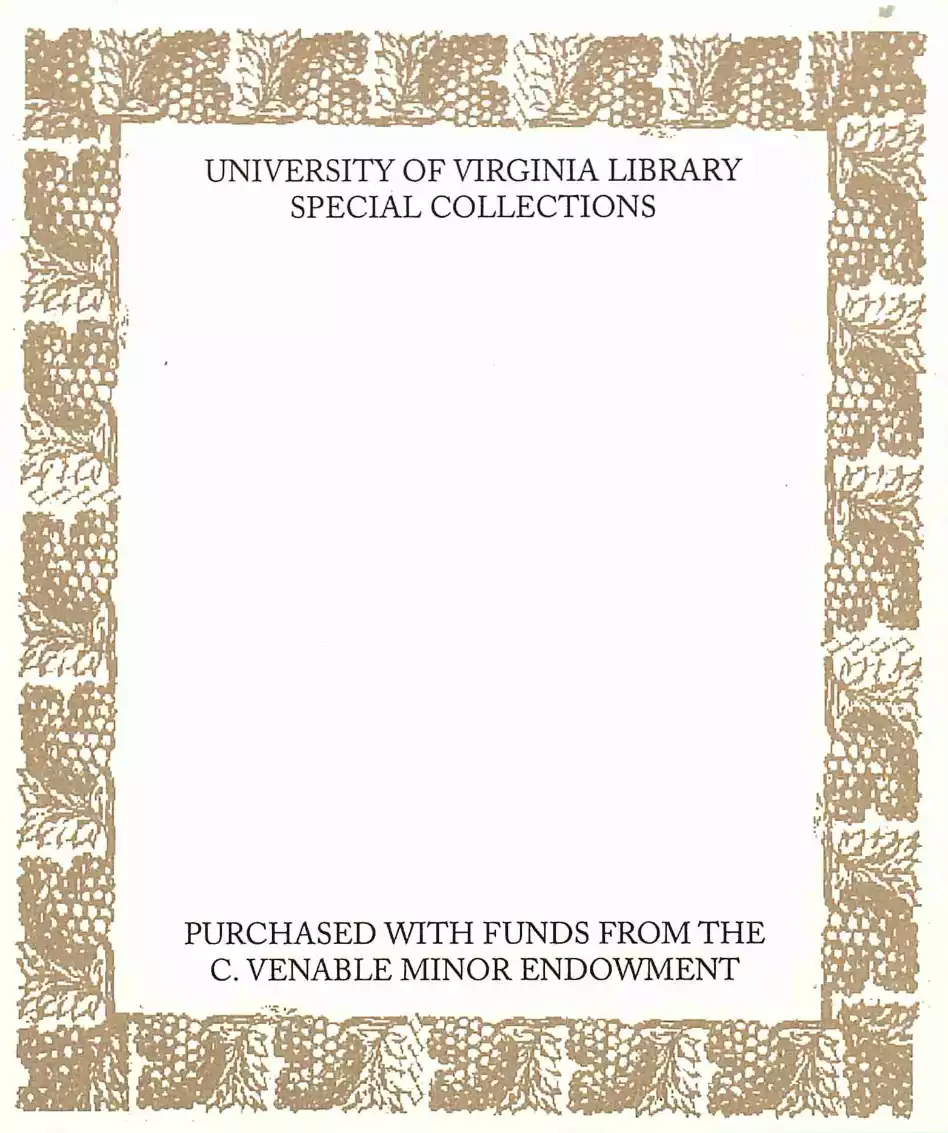 UNIVERSITY OF VIRGINIA LIBRARY
SPECIAL COLLECTIONS
PURCHASED WITH FUNDS FROM THE
C. VENABLE MINOR ENDOWMENT